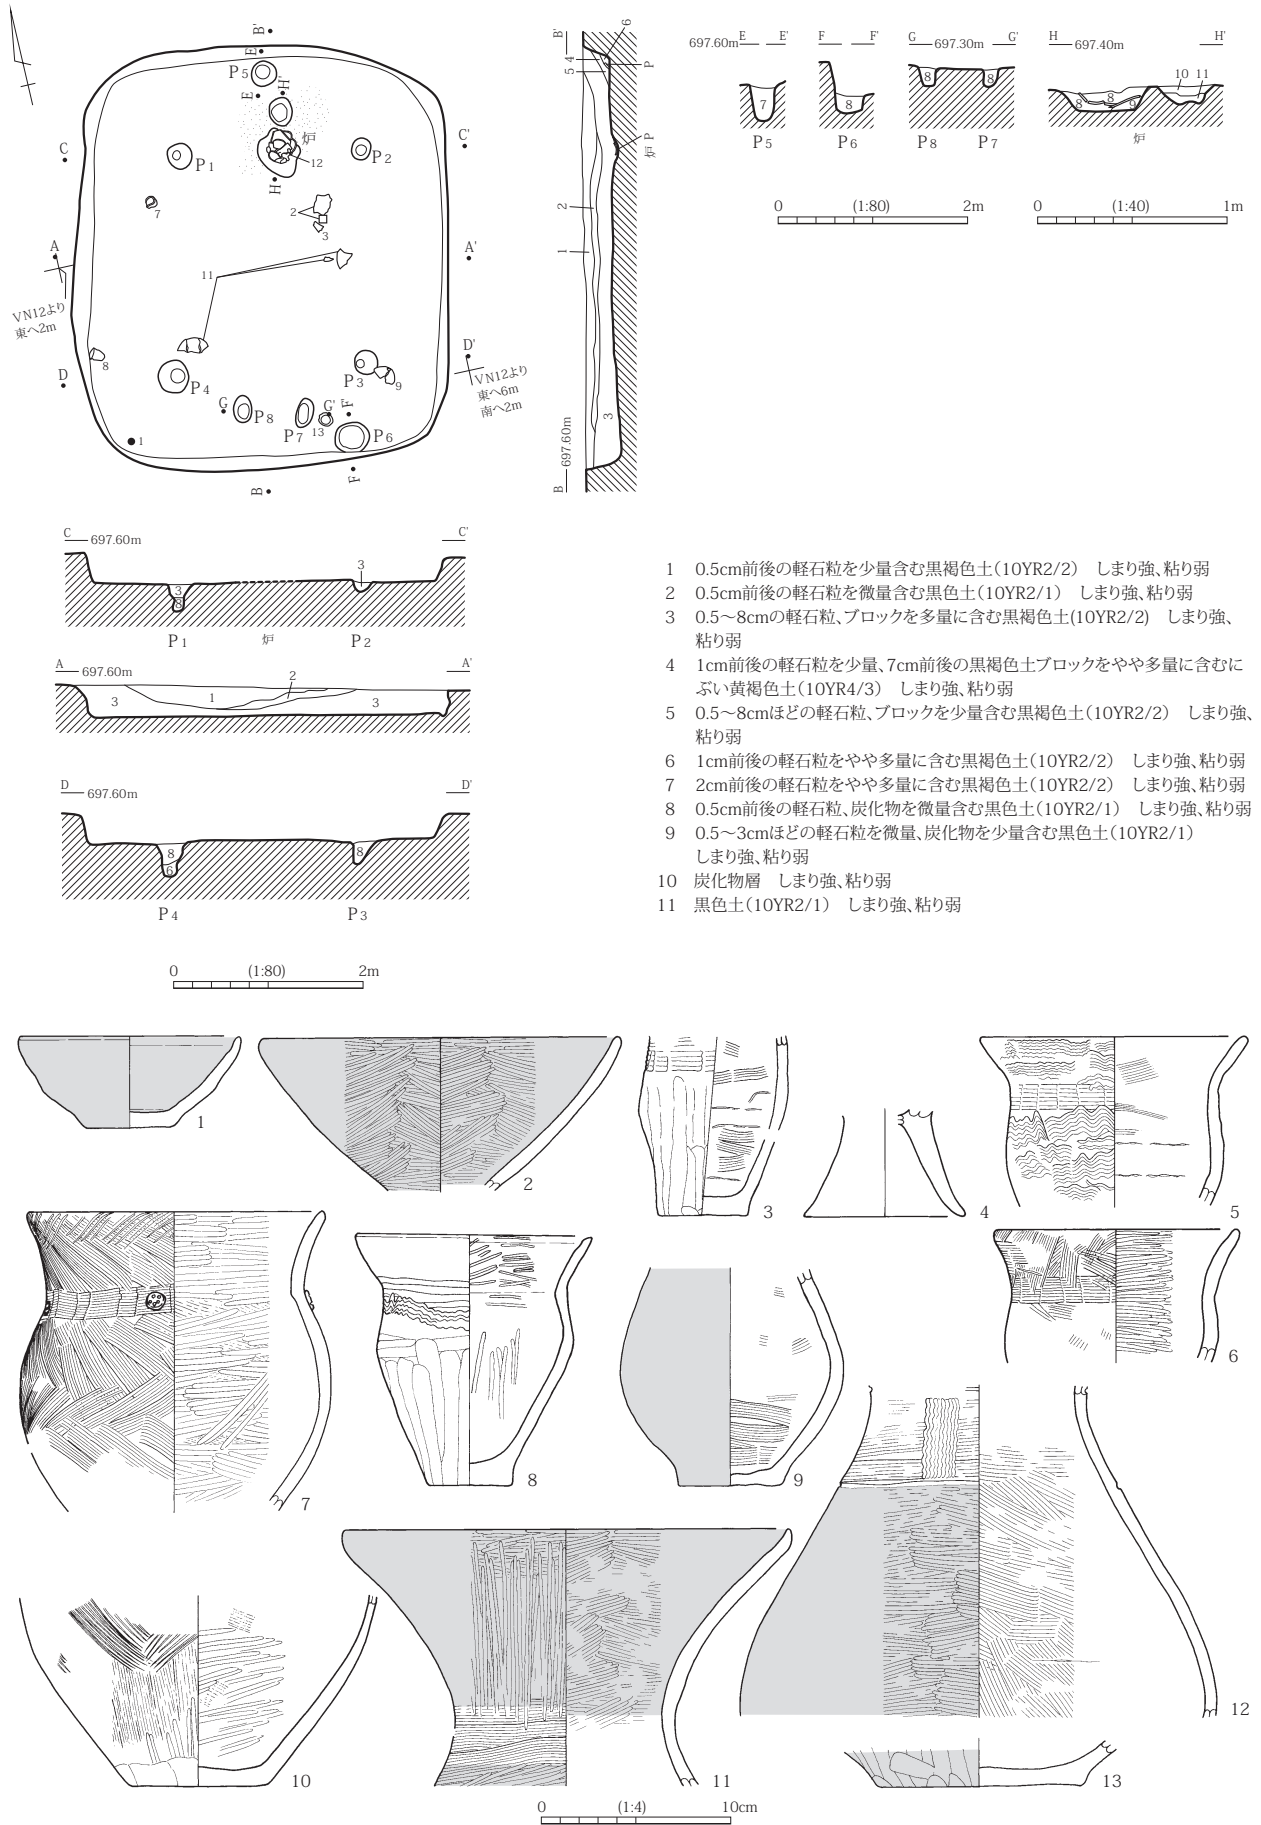 B'
E'
P5
E
H'
炉
12
H
C
C'
P1
P2
7
2
3
A
A'
11
VN12より
東へ2m
8
D
D'
P4
P3
9
VN12より
東へ6m
南へ2m
G
P8
P7
G'
13
F'
P6
1
F
B
B'
6
4
5
P
炉 P
2
1
3
697.60m
B
697.60m
E
E'
7
P5
F
F'
8
P6
G
697.30m
G'
8
8
P8
P7
H
697.40m
H'
10
11
8
8
9
炉
0
(1:80)
2m
0
(1:40)
1m
C
697.60m
C'
3
8
3
P1
炉
P2
A
697.60m
A'
3
1
2
3
D
697.60m
D'
8
6
8
P4
P3
0
(1:80)
2m
1 0.5cm前後の軽石粒を少量含む黒褐色土(10YR2/2) しまり強、粘り弱
2 0.5cm前後の軽石粒を微量含む黒色土(10YR2/1) しまり強、粘り弱
3 0.5~8cmの軽石粒、ブロックを多量に含む黒褐色土(10YR2/2) しまり強、
粘り弱
4 1cm前後の軽石粒を少量、7cm前後の黒褐色土ブロックをやや多量に含むに
ぶい黄褐色土(10YR4/3) しまり強、粘り弱
5 0.5~8cmほどの軽石粒、ブロックを少量含む黒褐色土(10YR2/2) しまり強、
粘り弱
6 1cm前後の軽石粒をやや多量に含む黒褐色土(10YR2/2) しまり強、粘り弱
7 2cm前後の軽石粒をやや多量に含む黒褐色土(10YR2/2) しまり強、粘り弱
8 0.5cm前後の軽石粒、炭化物を微量含む黒色土(10YR2/1) しまり強、粘り弱
9 0.5~3cmほどの軽石粒を微量、炭化物を少量含む黒色土(10YR2/1)
しまり強、粘り弱
10 炭化物層 しまり強、粘り弱
11 黒色土(10YR2/1) しまり強、粘り弱
1
2
3
4
5
6
7
8
9
10
11
12
13
0
(1:4)
10cm